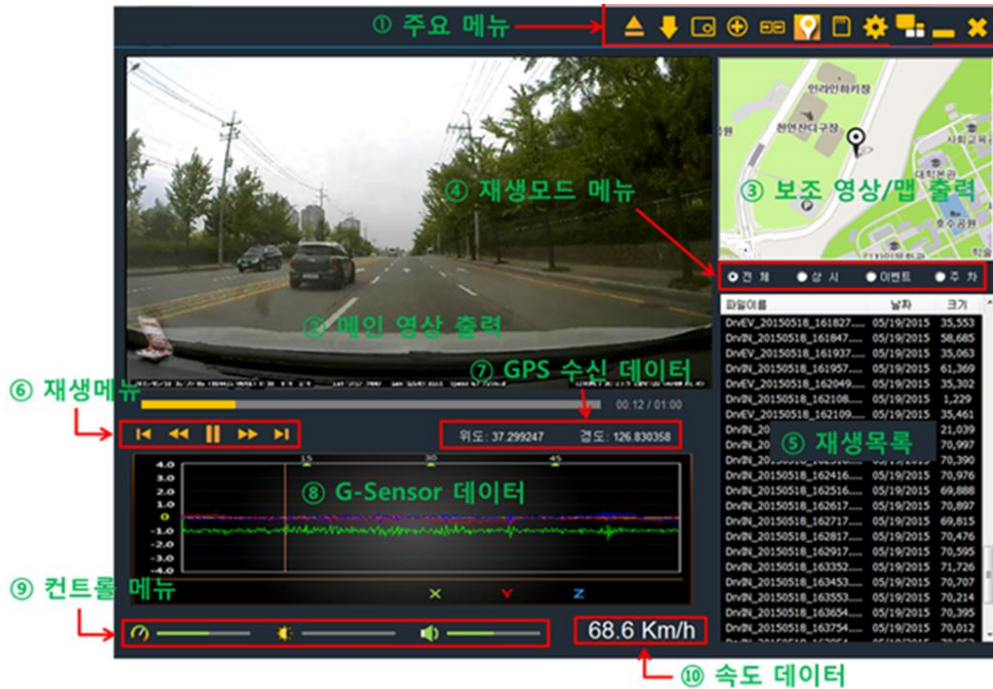 ① 주요 메뉴
인라인하키장
천연잔디구장
④ 재생모드 메뉴
대학본관
③ 보조 영상/맵 출력
호수공원
전 체 상 시 이벤트 주 차
② 메인 영상 출력
파일이름 날짜 크기
DrvEV_20150518_161827..... 05/19/2015 35,553
DrvIN_20150518_161847..... 05/19/2015 58,685
DrvEV_20150518_161937..... 05/19/2015 35,063
DrvIN_20150518_161957..... 05/19/2015 61,369
DrvEV_20150518_162049..... 05/19/2015 35,302
DrvIN_20150518_162108..... 05/19/2015 1,229
DrvEV_20150518_162109..... 05/19/2015 35,461
21,039
70,997
70,390
DrvIN_20150518_162416..... 05/19/2015 70,976
DrvIN_20150518_162516..... 05/19/2015 69,888
DrvIN_20150518_162617..... 05/19/2015 70,897
DrvIN_20150518_162717..... 05/19/2015 69,815
DrvIN_20150518_162817..... 05/19/2015 70,476
DrvIN_20150518_162917..... 05/19/2015 70,595
DrvIN_20150518_163352..... 05/19/2015 71,726
DrvIN_20150518_163453..... 05/19/2015 70,707
DrvIN_20150518_163553..... 05/19/2015 70,214
DrvIN_20150518_163654..... 05/19/2015 70,395
DrvIN_20150518_163754..... 05/19/2015 70,012
⑤ 재생목록
⑦ GPS 수신 데이터
⑥ 재생메뉴
00:12 / 01:00
위도: 37.299247 경도: 126.830358
15 30 45
4.0
3.0
2.0
1.0
0
-1.0
-2.0
-3.0
-4.0
⑧ G-Sensor 데이터
X Y Z
⑨ 컨트롤 메뉴
68.6 Km/h
⑩ 속도 데이터